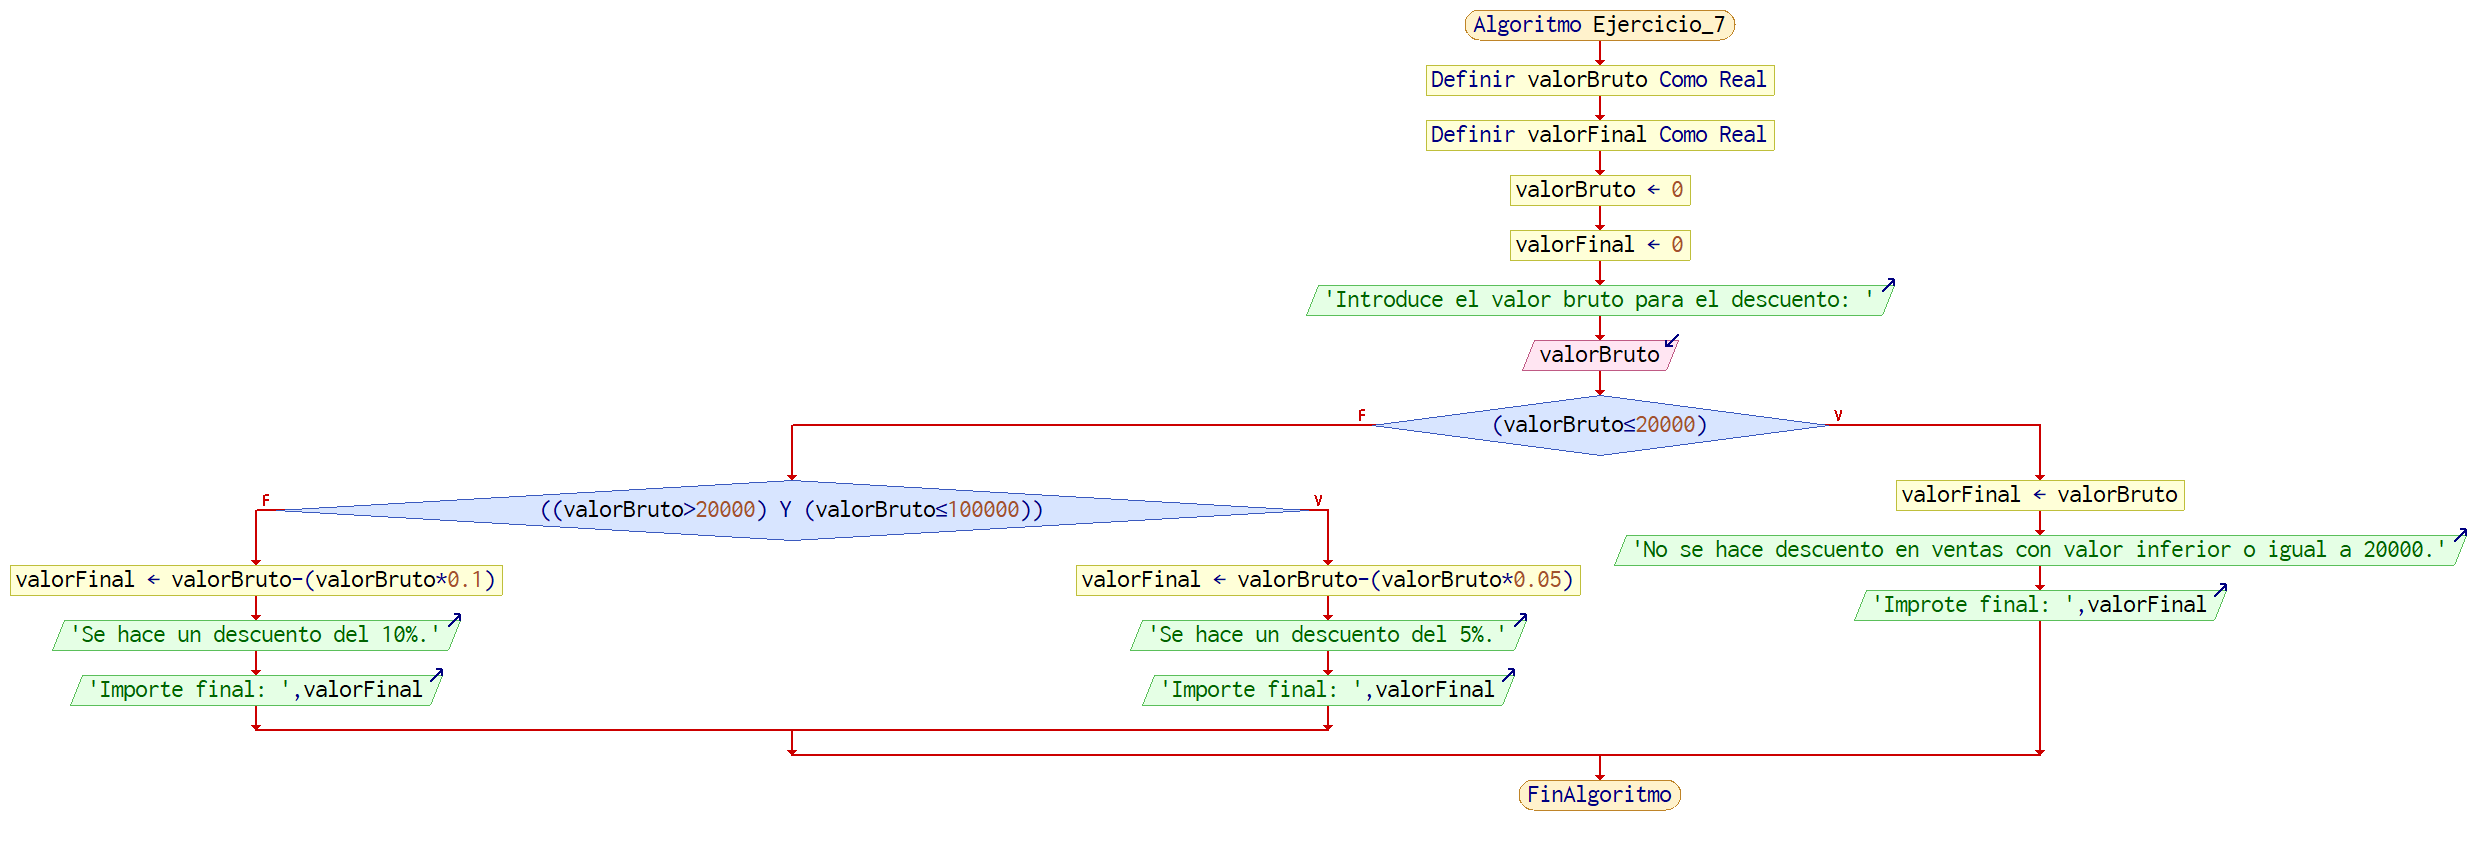 Algoritmo Ejercicio_7
Definir valorBruto Como Real
Definir valorFinal Como Real
valorBruto ← 0
valorFinal ← 0
'Introduce el valor bruto para el descuento: '
valorBruto
F
(valorBruto≤20000)
V
F
((valorBruto>20000) Y (valorBruto≤100000))
V
valorFinal ← valorBruto-(valorBruto*0.1)
'Se hace un descuento del 10%.'
'Importe final: ',valorFinal
valorFinal ← valorBruto-(valorBruto*0.05)
'Se hace un descuento del 5%.'
'Importe final: ',valorFinal
valorFinal ← valorBruto
'No se hace descuento en ventas con valor inferior o igual a 20000.'
'Improte final: ',valorFinal
FinAlgoritmo